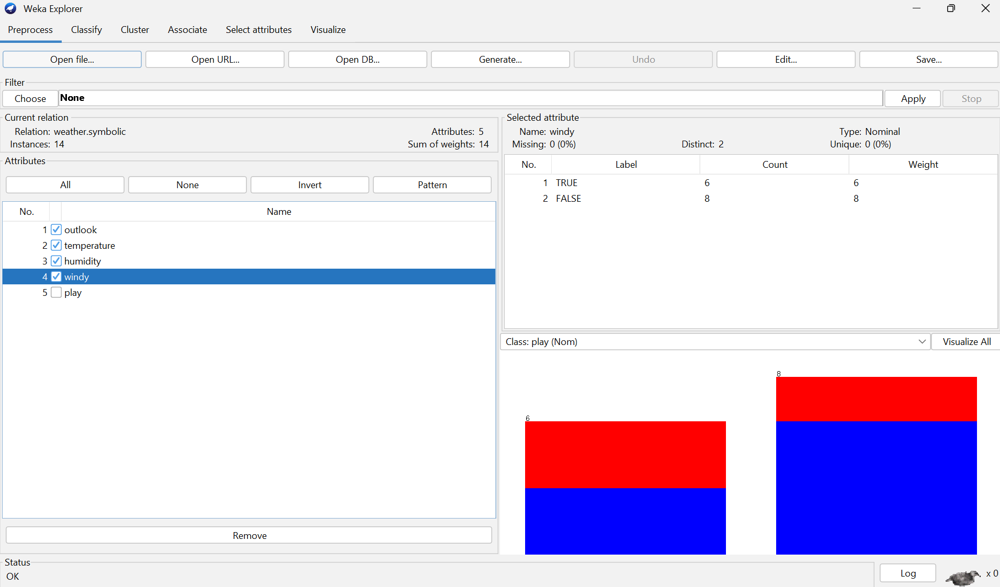 Weka Explorer
Preprocess Classify Cluster Associate Select attributes Visualize
Open file... Open URL... Open DB... Generate... Undo Edit... Save...
Filter
Choose None Apply Stop
Current relation
Relation: weather.symbolic Attributes: 5
Instances: 14 Sum of weights: 14
Attributes
All None Invert Pattern
No. Name
1 outlook
2 temperature
3 humidity
4 windy
5 play
Remove
Selected attribute
Name: windy Type: Nominal
Missing: 0 (0%) Distinct: 2 Unique: 0 (0%)
No. Label Count Weight
1 TRUE 6 6
2 FALSE 8 8
Class: play (Nom) Visualize All
8
6
Status
OK
Log x 0